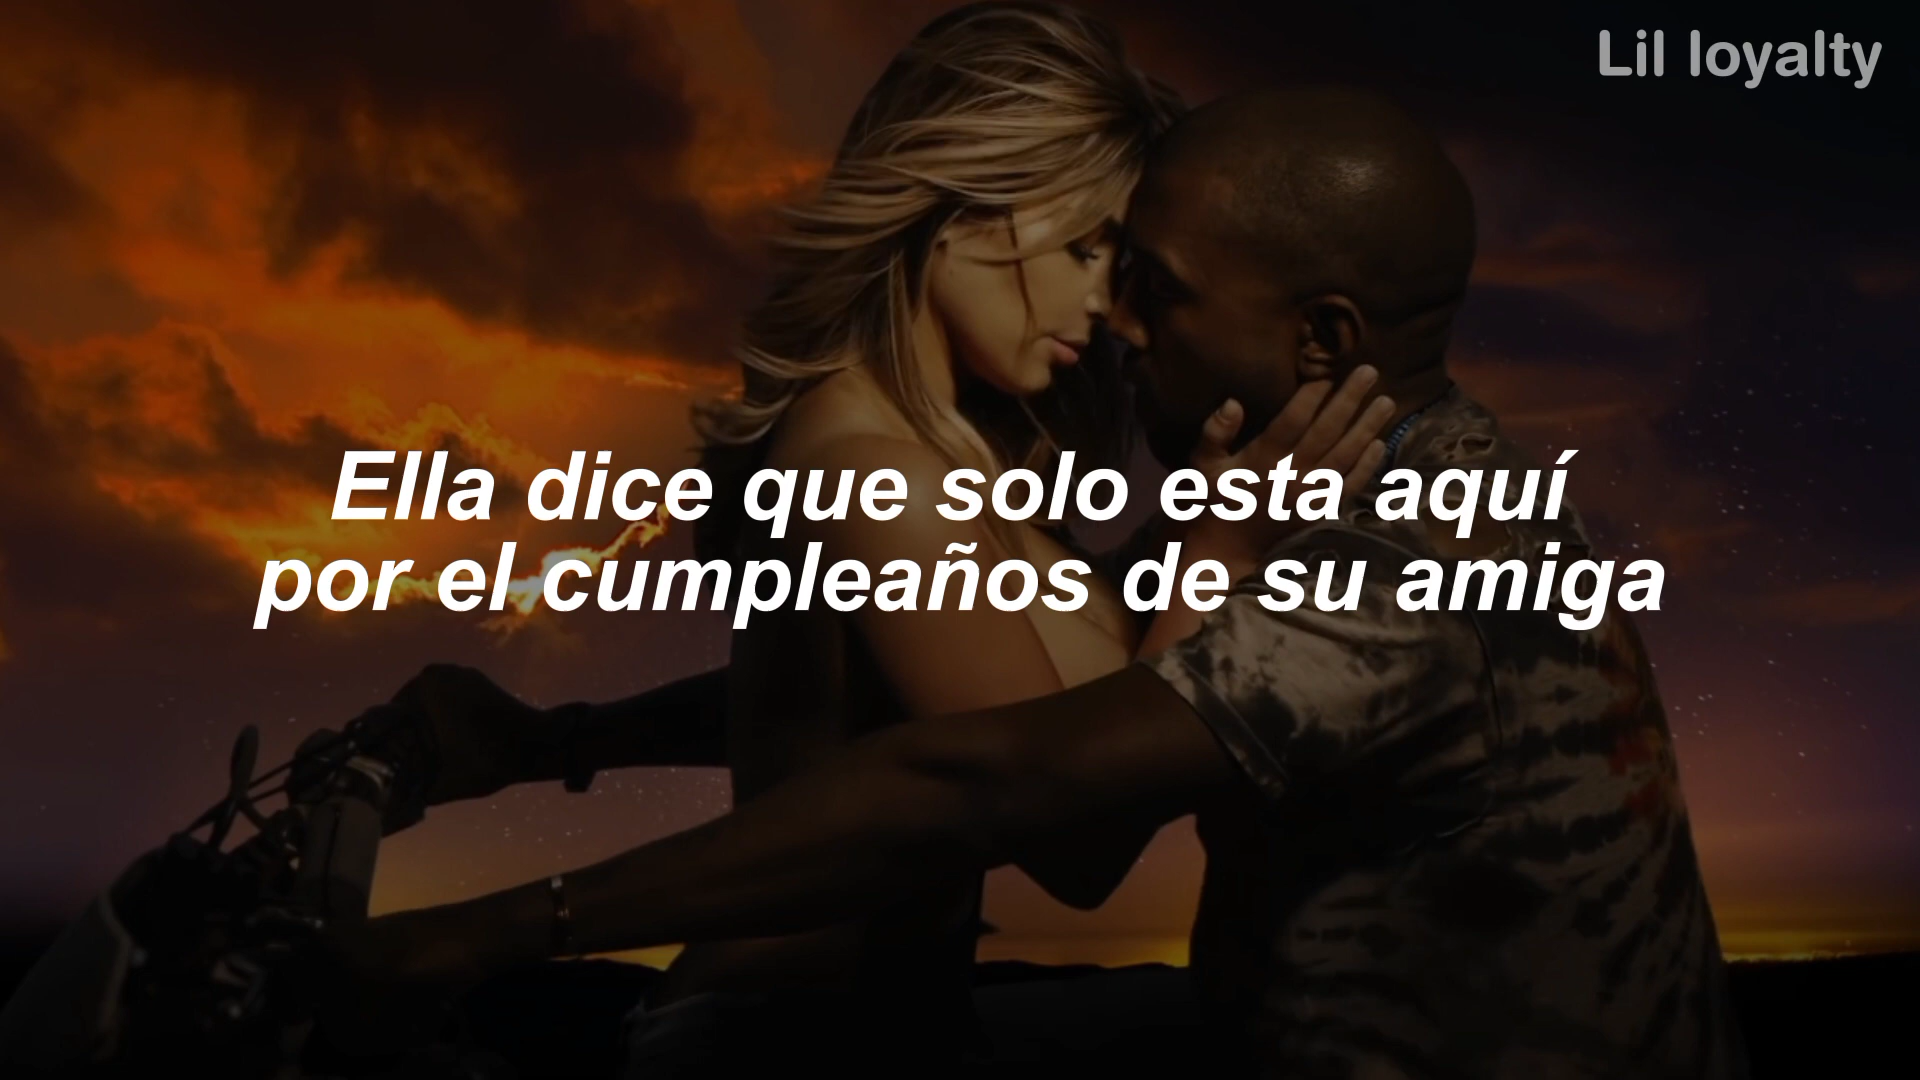 Lil loyalty
Ella dice que solo esta aquí
por el cumpleaños de su amiga